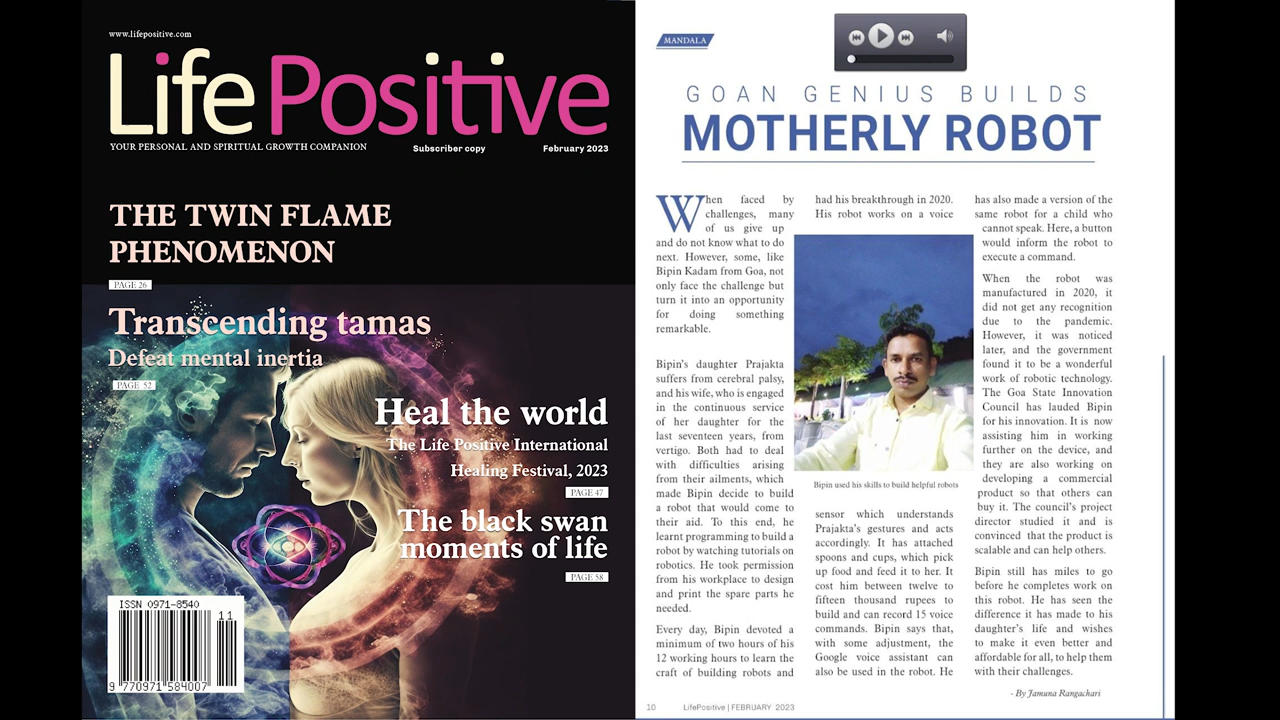 www.lifepositive.com
Life Positive
YOUR PERSONAL AND SPIRITUAL GROWTH COMPANION
Subscriber copy
February 2023
THE TWIN FLAME
PHENOMENON
PAGE 26
Transcending tamas
Defeat mental inertia
PAGE 52
Heal the world
The Life Positive International
Healing Festival, 2023
PAGE 47
The black swan
moments of life
PAGE 58
ISSN 0971-8540
11
9 770971 584007
MANDALA
GOAN GENIUS BUILDS
MOTHERLY ROBOT
When faced by
challenges, many
of us give up
and do not know what to do
next. However, some, like
Bipin Kadam from Goa, not
only face the challenge but
turn it into an opportunity
for doing something
remarkable.
Bipin's daughter Prajakta
suffers from cerebral palsy,
and his wife, who is engaged
in the continuous service
of her daughter for the
last seventeen years, from
vertigo. Both had to deal
with difficulties arising
from their ailments, which
made Bipin decide to build
a robot that would come to
their aid. To this end, he
learnt programming to build a
robot by watching tutorials on
robotics. He took permission
from his workplace to design
and print the spare parts he
needed.
Every day, Bipin devoted a
minimum of two hours of his
12 working hours to learn the
craft of building robots and
had his breakthrough in 2020.
His robot works on a voice
Bipin used his skills to build helpful robots
sensor which understands
Prajakta's gestures and acts
accordingly. It has attached
spoons and cups, which pick
up food and feed it to her. It
cost him between twelve to
fifteen thousand rupees to
build and can record 15 voice
commands. Bipin says that,
with some adjustment, the
Google voice assistant can
also be used in the robot. He
has also made a version of the
same robot for a child who
cannot speak. Here, a button
would inform the robot to
execute a command.
When the robot was
manufactured in 2020, it
did not get any recognition
due to the pandemic.
However, it was noticed
later, and the government
found it to be a wonderful
work of robotic technology.
The Goa State Innovation
Council has lauded Bipin
for his innovation. It is now
assisting him in working
further on the device, and
they are also working on
developing a commercial
product so that others can
buy it. The council's project
director studied it and is
convinced that the product is
scalable and can help others.
Bipin still has miles to go
before he completes work on
this robot. He has seen the
difference it has made to his
daughter's life and wishes
to make it even better and
affordable for all, to help them
with their challenges.
- By Jamuna Rangachari
10 LifePositive | FEBRUARY 2023